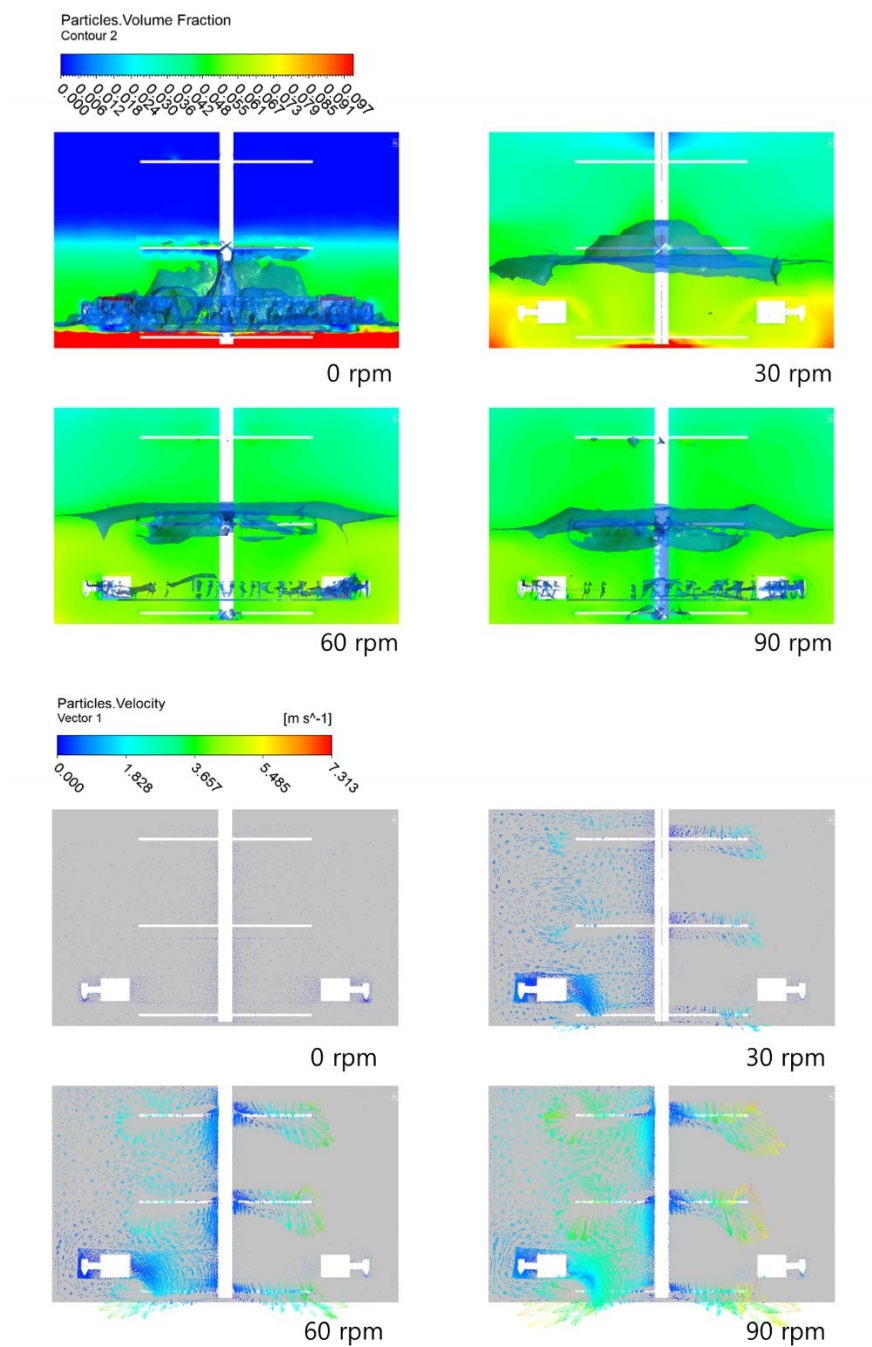 Particles.Volume Fraction
Contour 2
0.000 0.006 0.012 0.018 0.024 0.030 0.036 0.042 0.048 0.055 0.061 0.067 0.073 0.079 0.085 0.091 0.097
0 rpm
30 rpm
60 rpm
90 rpm
Particles.Velocity
Vector 1 [m s^-1]
0.000 1.828 3.657 5.485 7.313
0 rpm
30 rpm
60 rpm
90 rpm